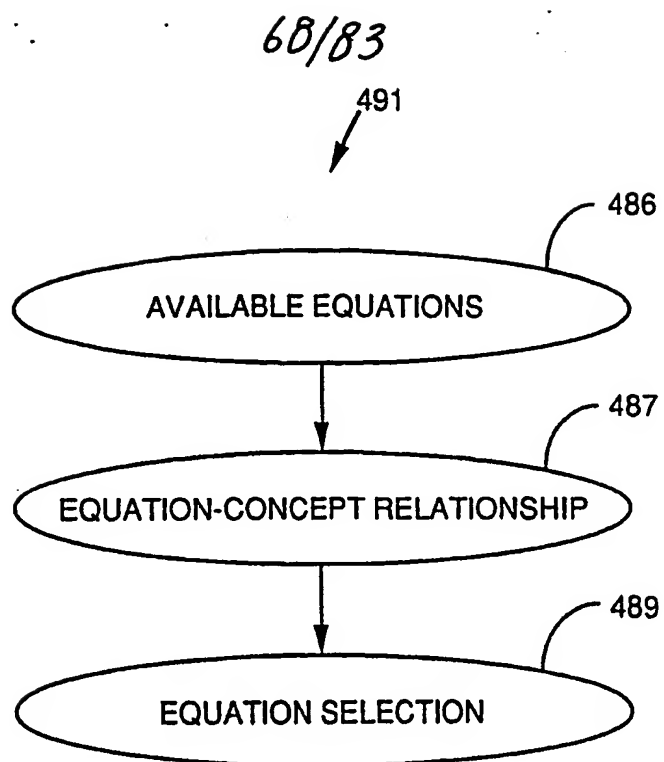 68/83
491
486
AVAILABLE EQUATIONS
487
EQUATION-CONCEPT RELATIONSHIP
489
EQUATION SELECTION